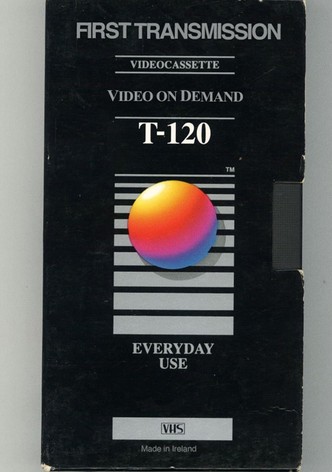 FIRST TRANSMISSION
VIDEOCASSETTE
VIDEO ON DEMAND
T-120
TM
EVERYDAY
USE
VHS
Made in Ireland